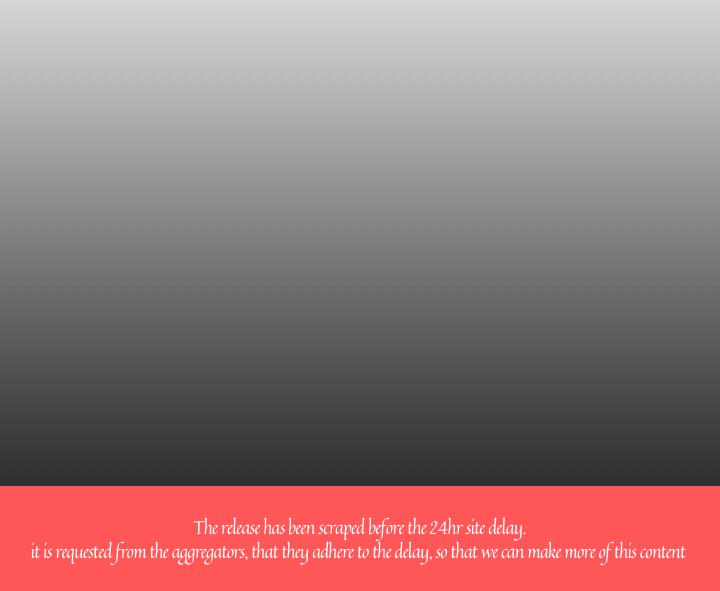 The release has been scraped before the 24hr site delay.
it is requested from the aggregators, that they adhere to the delay, so that we can make more of this content